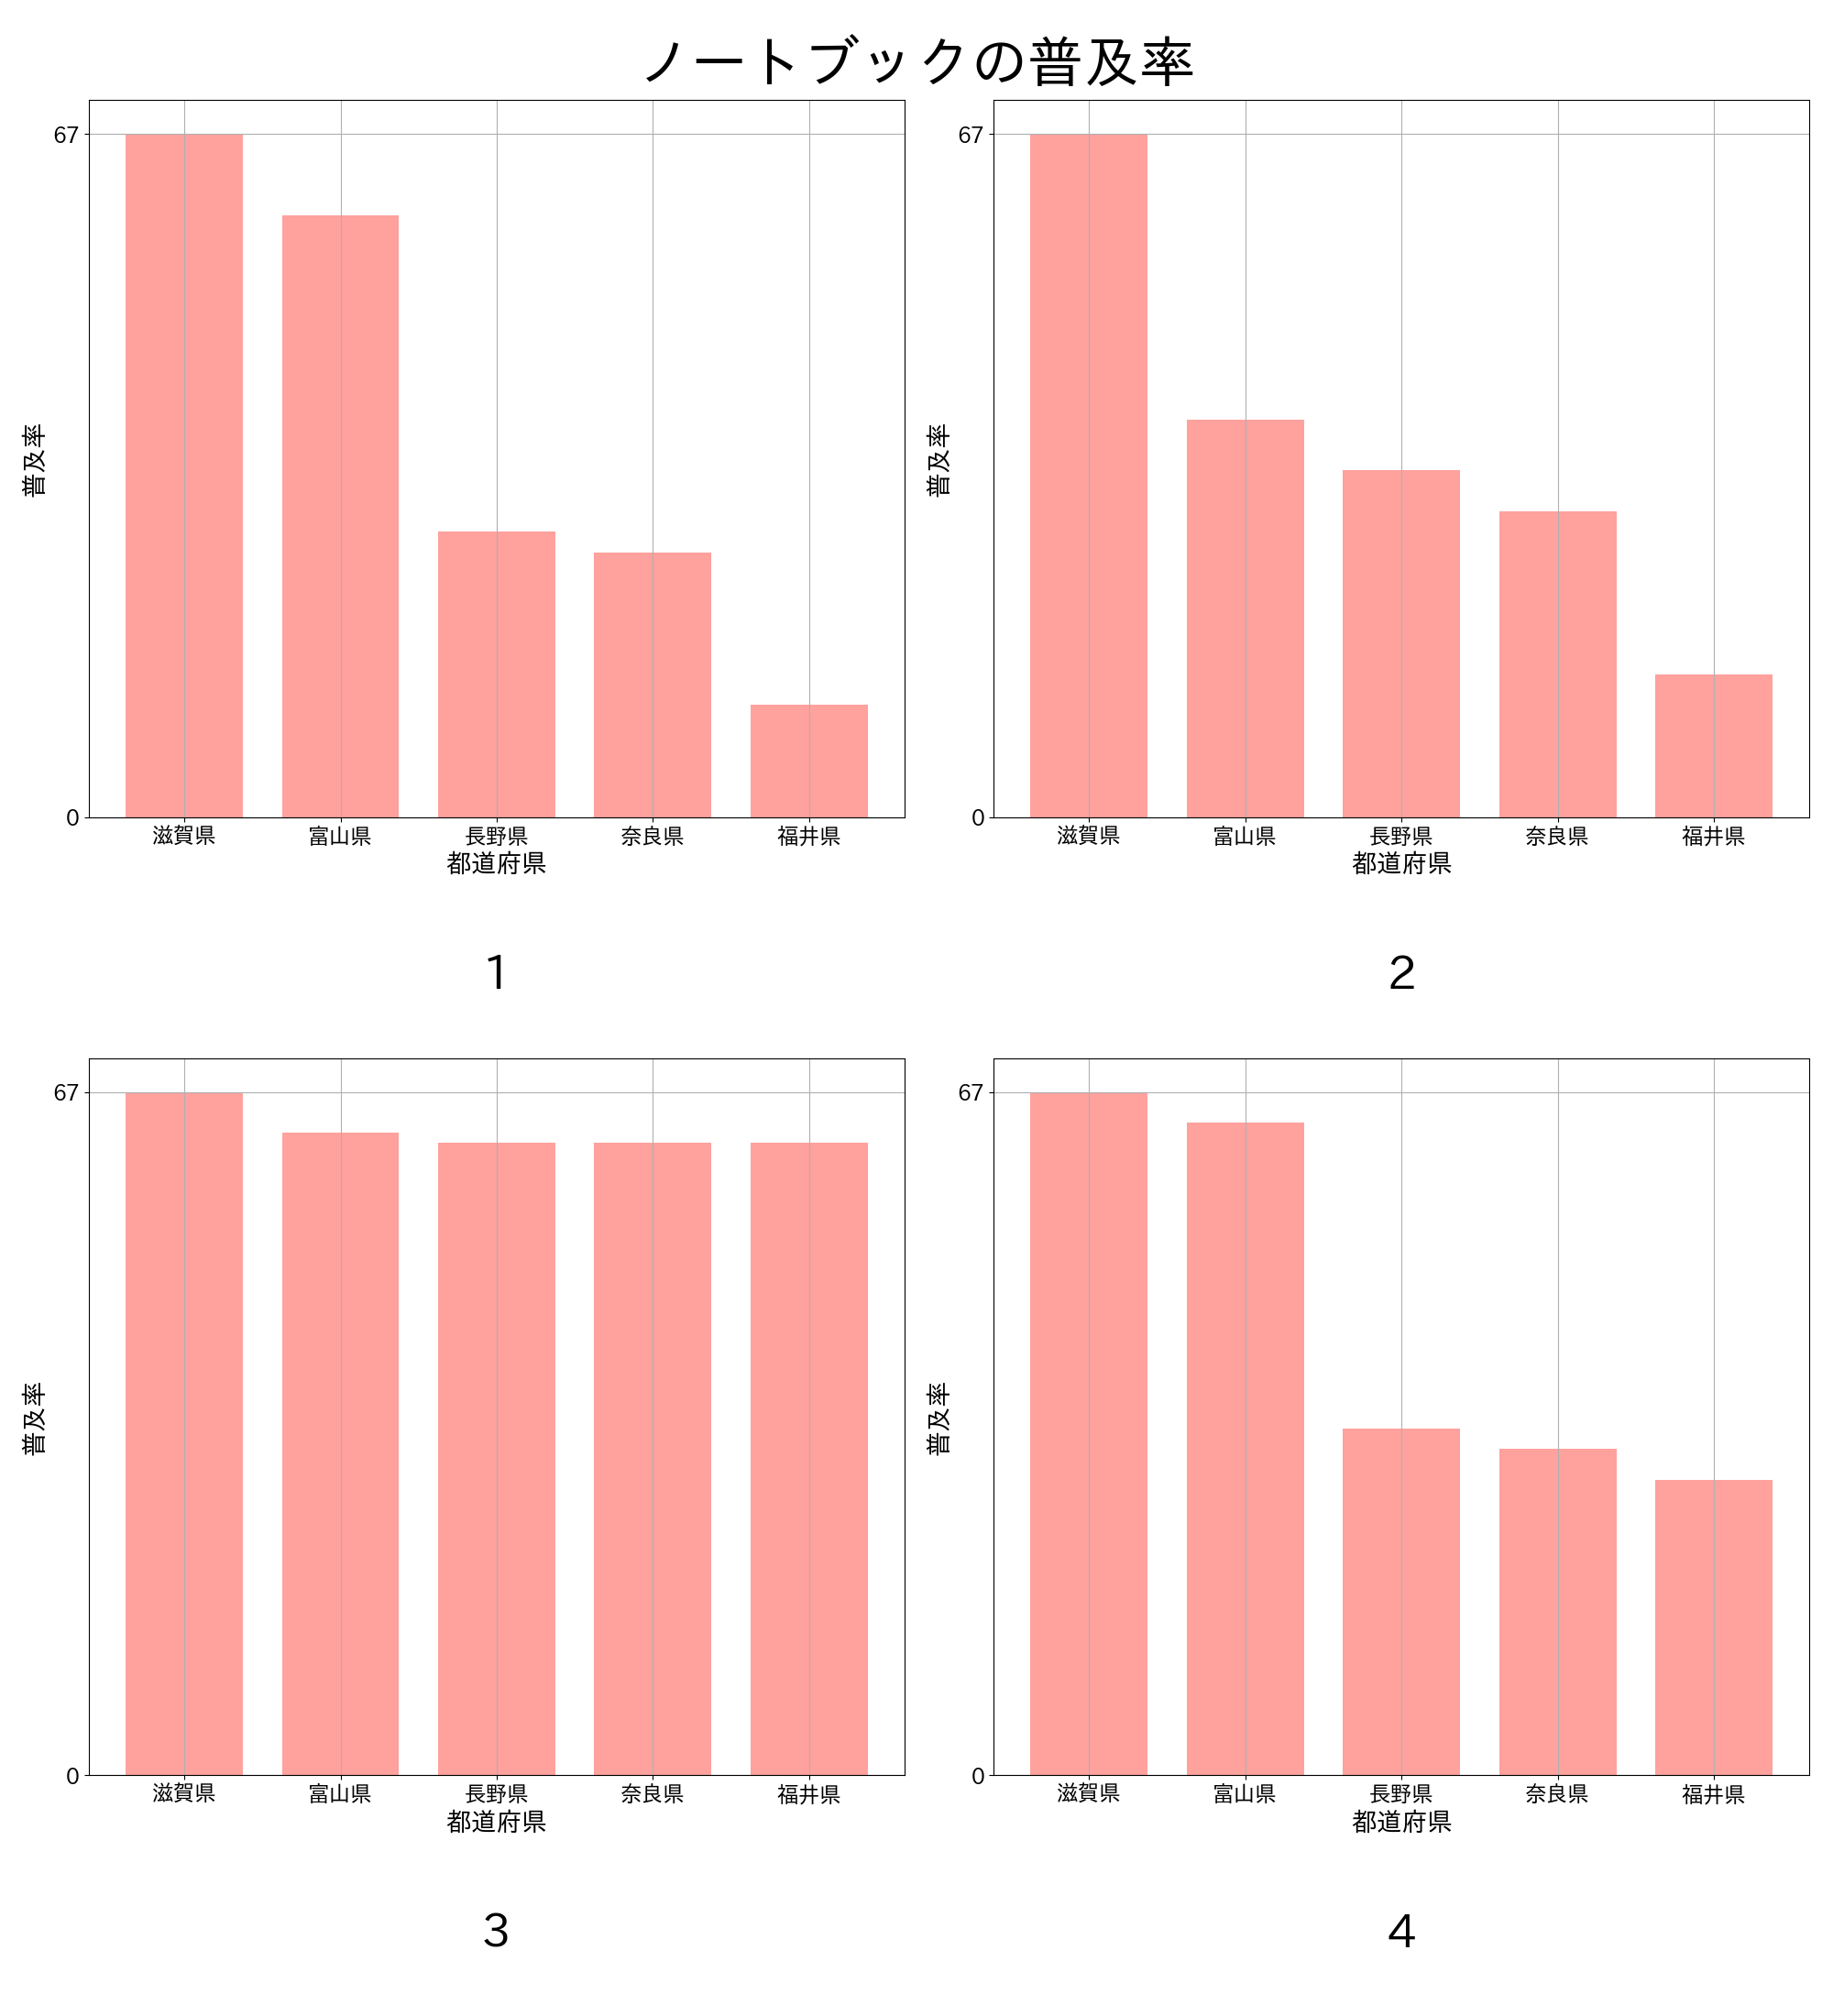 ノートブックの普及率
67
0
普及率
滋賀県 富山県 長野県 奈良県 福井県
都道府県
1
67
0
普及率
滋賀県 富山県 長野県 奈良県 福井県
都道府県
2
67
0
普及率
滋賀県 富山県 長野県 奈良県 福井県
都道府県
3
67
0
普及率
滋賀県 富山県 長野県 奈良県 福井県
都道府県
4